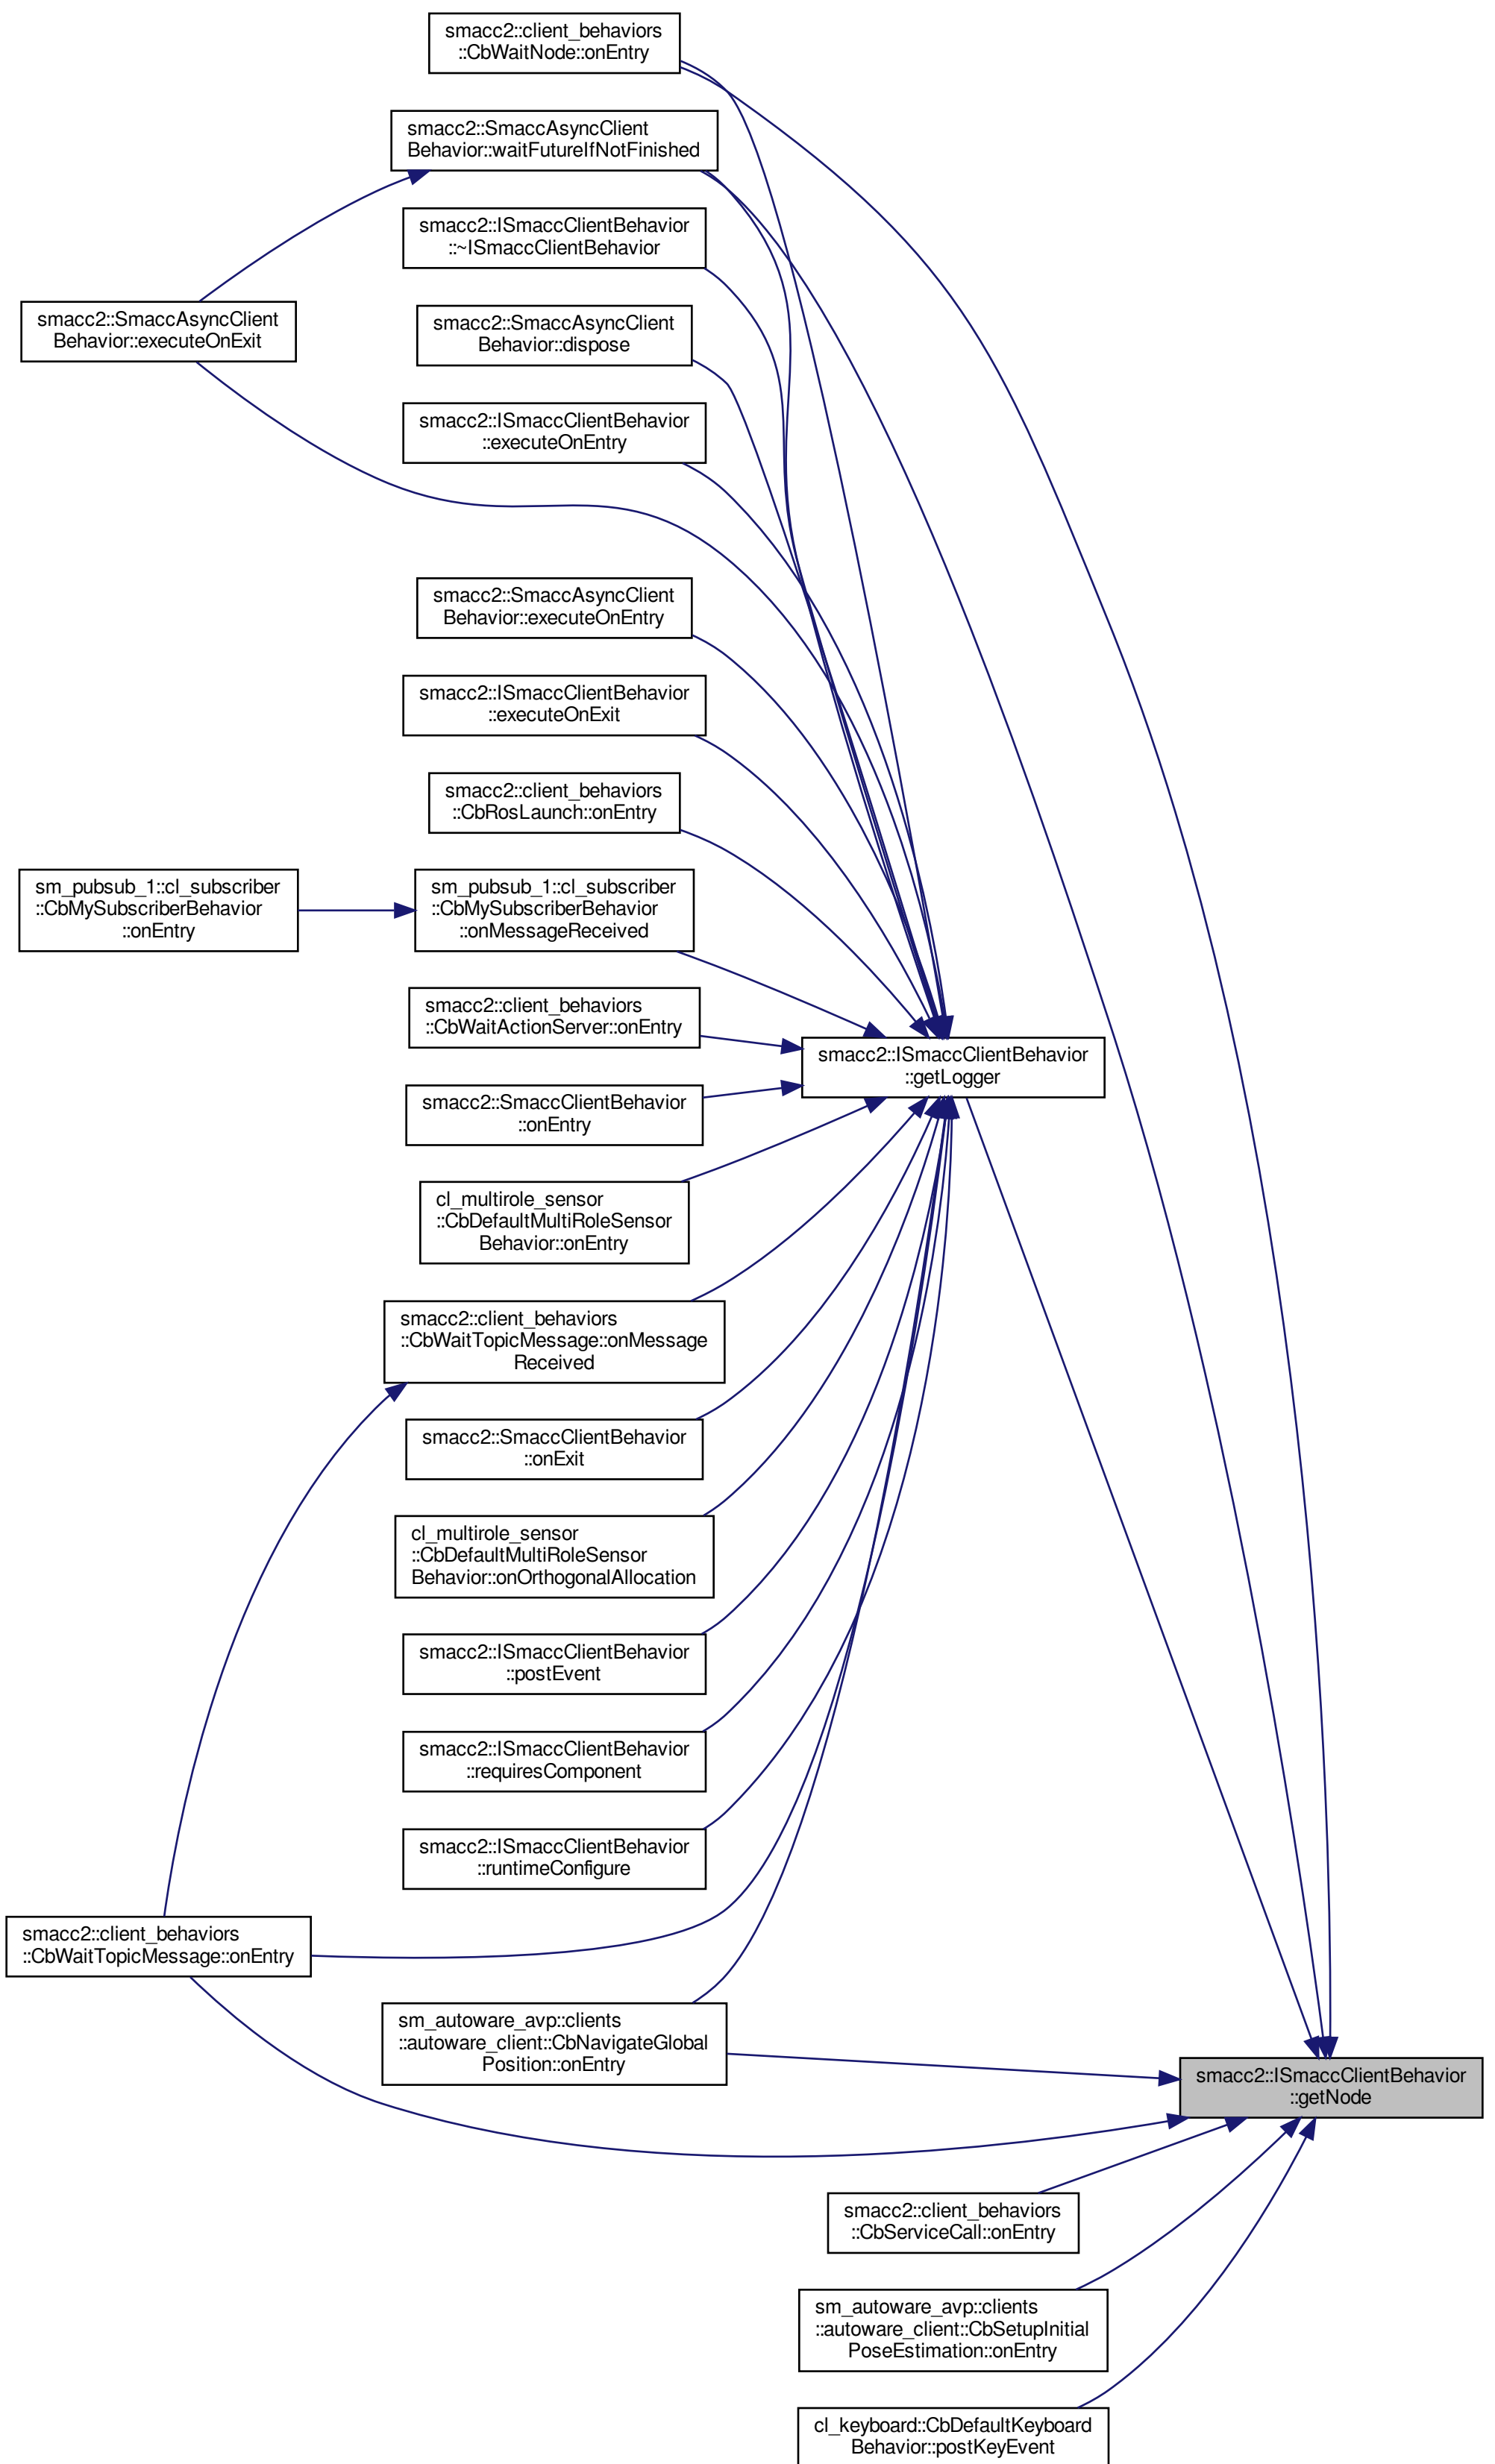 smacc2::client_behaviors
::CbWaitNode::onEntry
smacc2::SmaccAsyncClient
Behavior::waitFutureIfNotFinished
smacc2::ISmaccClientBehavior
::~ISmaccClientBehavior
smacc2::SmaccAsyncClient
Behavior::executeOnExit
smacc2::SmaccAsyncClient
Behavior::dispose
smacc2::ISmaccClientBehavior
::executeOnEntry
smacc2::SmaccAsyncClient
Behavior::executeOnEntry
smacc2::ISmaccClientBehavior
::executeOnExit
smacc2::client_behaviors
::CbRosLaunch::onEntry
sm_pubsub_1::cl_subscriber
::CbMySubscriberBehavior
::onEntry
sm_pubsub_1::cl_subscriber
::CbMySubscriberBehavior
::onMessageReceived
smacc2::client_behaviors
::CbWaitActionServer::onEntry
smacc2::ISmaccClientBehavior
::getLogger
smacc2::SmaccClientBehavior
::onEntry
cl_multirole_sensor
::CbDefaultMultiRoleSensor
Behavior::onEntry
smacc2::client_behaviors
::CbWaitTopicMessage::onMessage
Received
smacc2::SmaccClientBehavior
::onExit
cl_multirole_sensor
::CbDefaultMultiRoleSensor
Behavior::onOrthogonalAllocation
smacc2::ISmaccClientBehavior
::postEvent
smacc2::ISmaccClientBehavior
::requiresComponent
smacc2::ISmaccClientBehavior
::runtimeConfigure
smacc2::client_behaviors
::CbWaitTopicMessage::onEntry
sm_autoware_avp::clients
::autoware_client::CbNavigateGlobal
Position::onEntry
smacc2::ISmaccClientBehavior
::getNode
smacc2::client_behaviors
::CbServiceCall::onEntry
sm_autoware_avp::clients
::autoware_client::CbSetupInitial
PoseEstimation::onEntry
cl_keyboard::CbDefaultKeyboard
Behavior::postKeyEvent